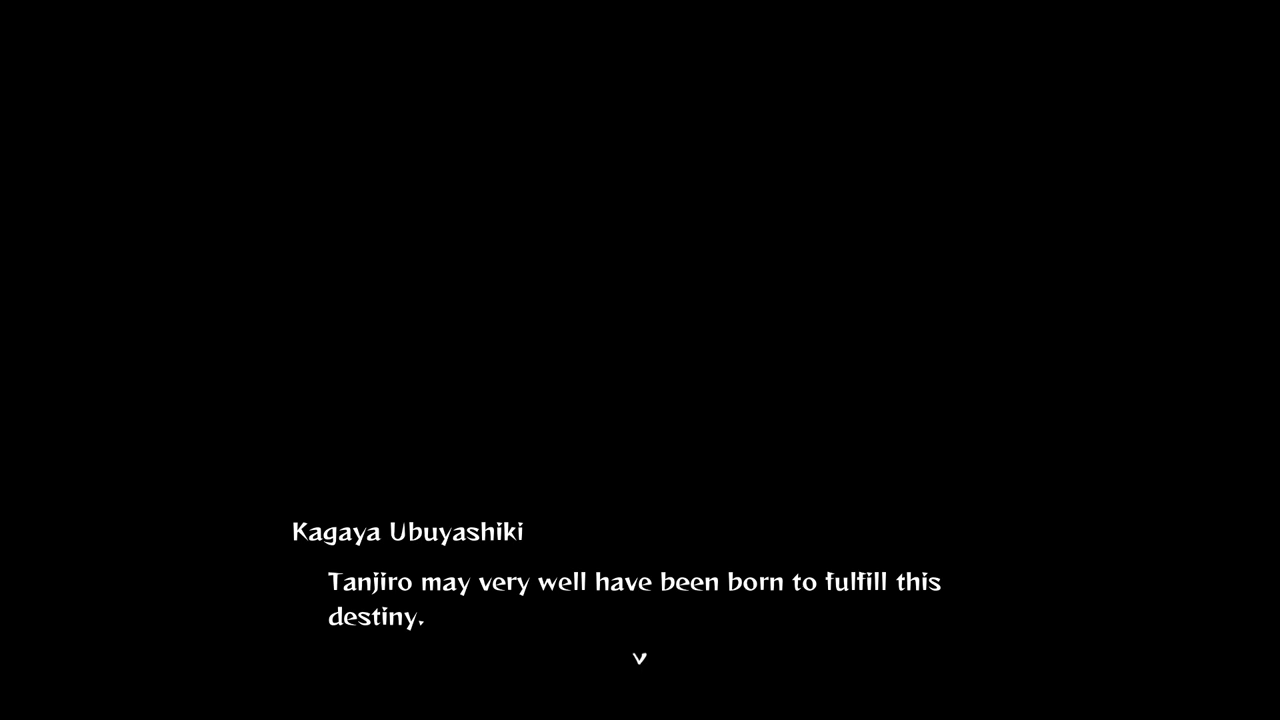 Kagaya Ubuyashiki
Tanjiro may very well have been born to fulfill this
destiny.